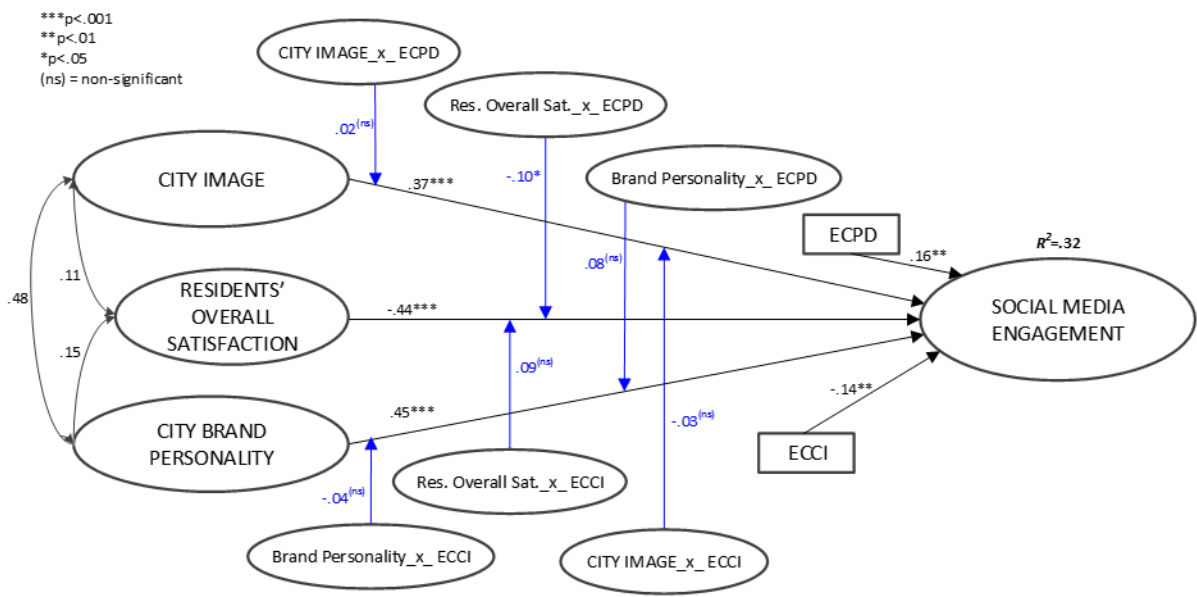 ***p<.001
**p<.01
*p<.05
(ns) = non-significant
CITY IMAGE_x_ ECPD
Res. Overall Sat._x_ ECPD
.02(ns)
CITY IMAGE
.37***
-.10*
Brand Personality_x_ ECPD
ECPD
R²=.32
.16**
.08(ns)
.11
.48
RESIDENTS'
OVERALL
SATISFACTION
-.44***
SOCIAL MEDIA
ENGAGEMENT
.15
.09(ns)
-.14**
.45***
-.03(ns)
CITY BRAND
PERSONALITY
ECCI
Res. Overall Sat._x_ ECCI
-.04(ns)
Brand Personality_x_ ECCI
CITY IMAGE_x_ ECCI